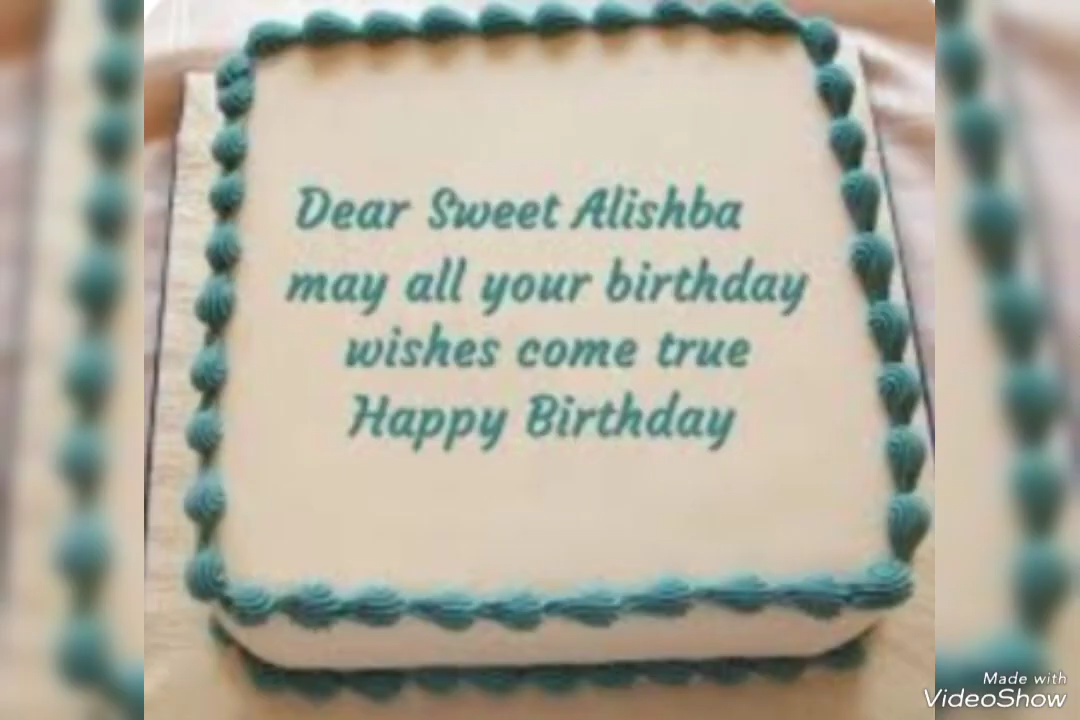 Dear Sweet Alishba
may all your birthday
wishes come true
Happy Birthday
Made with
VideoShow